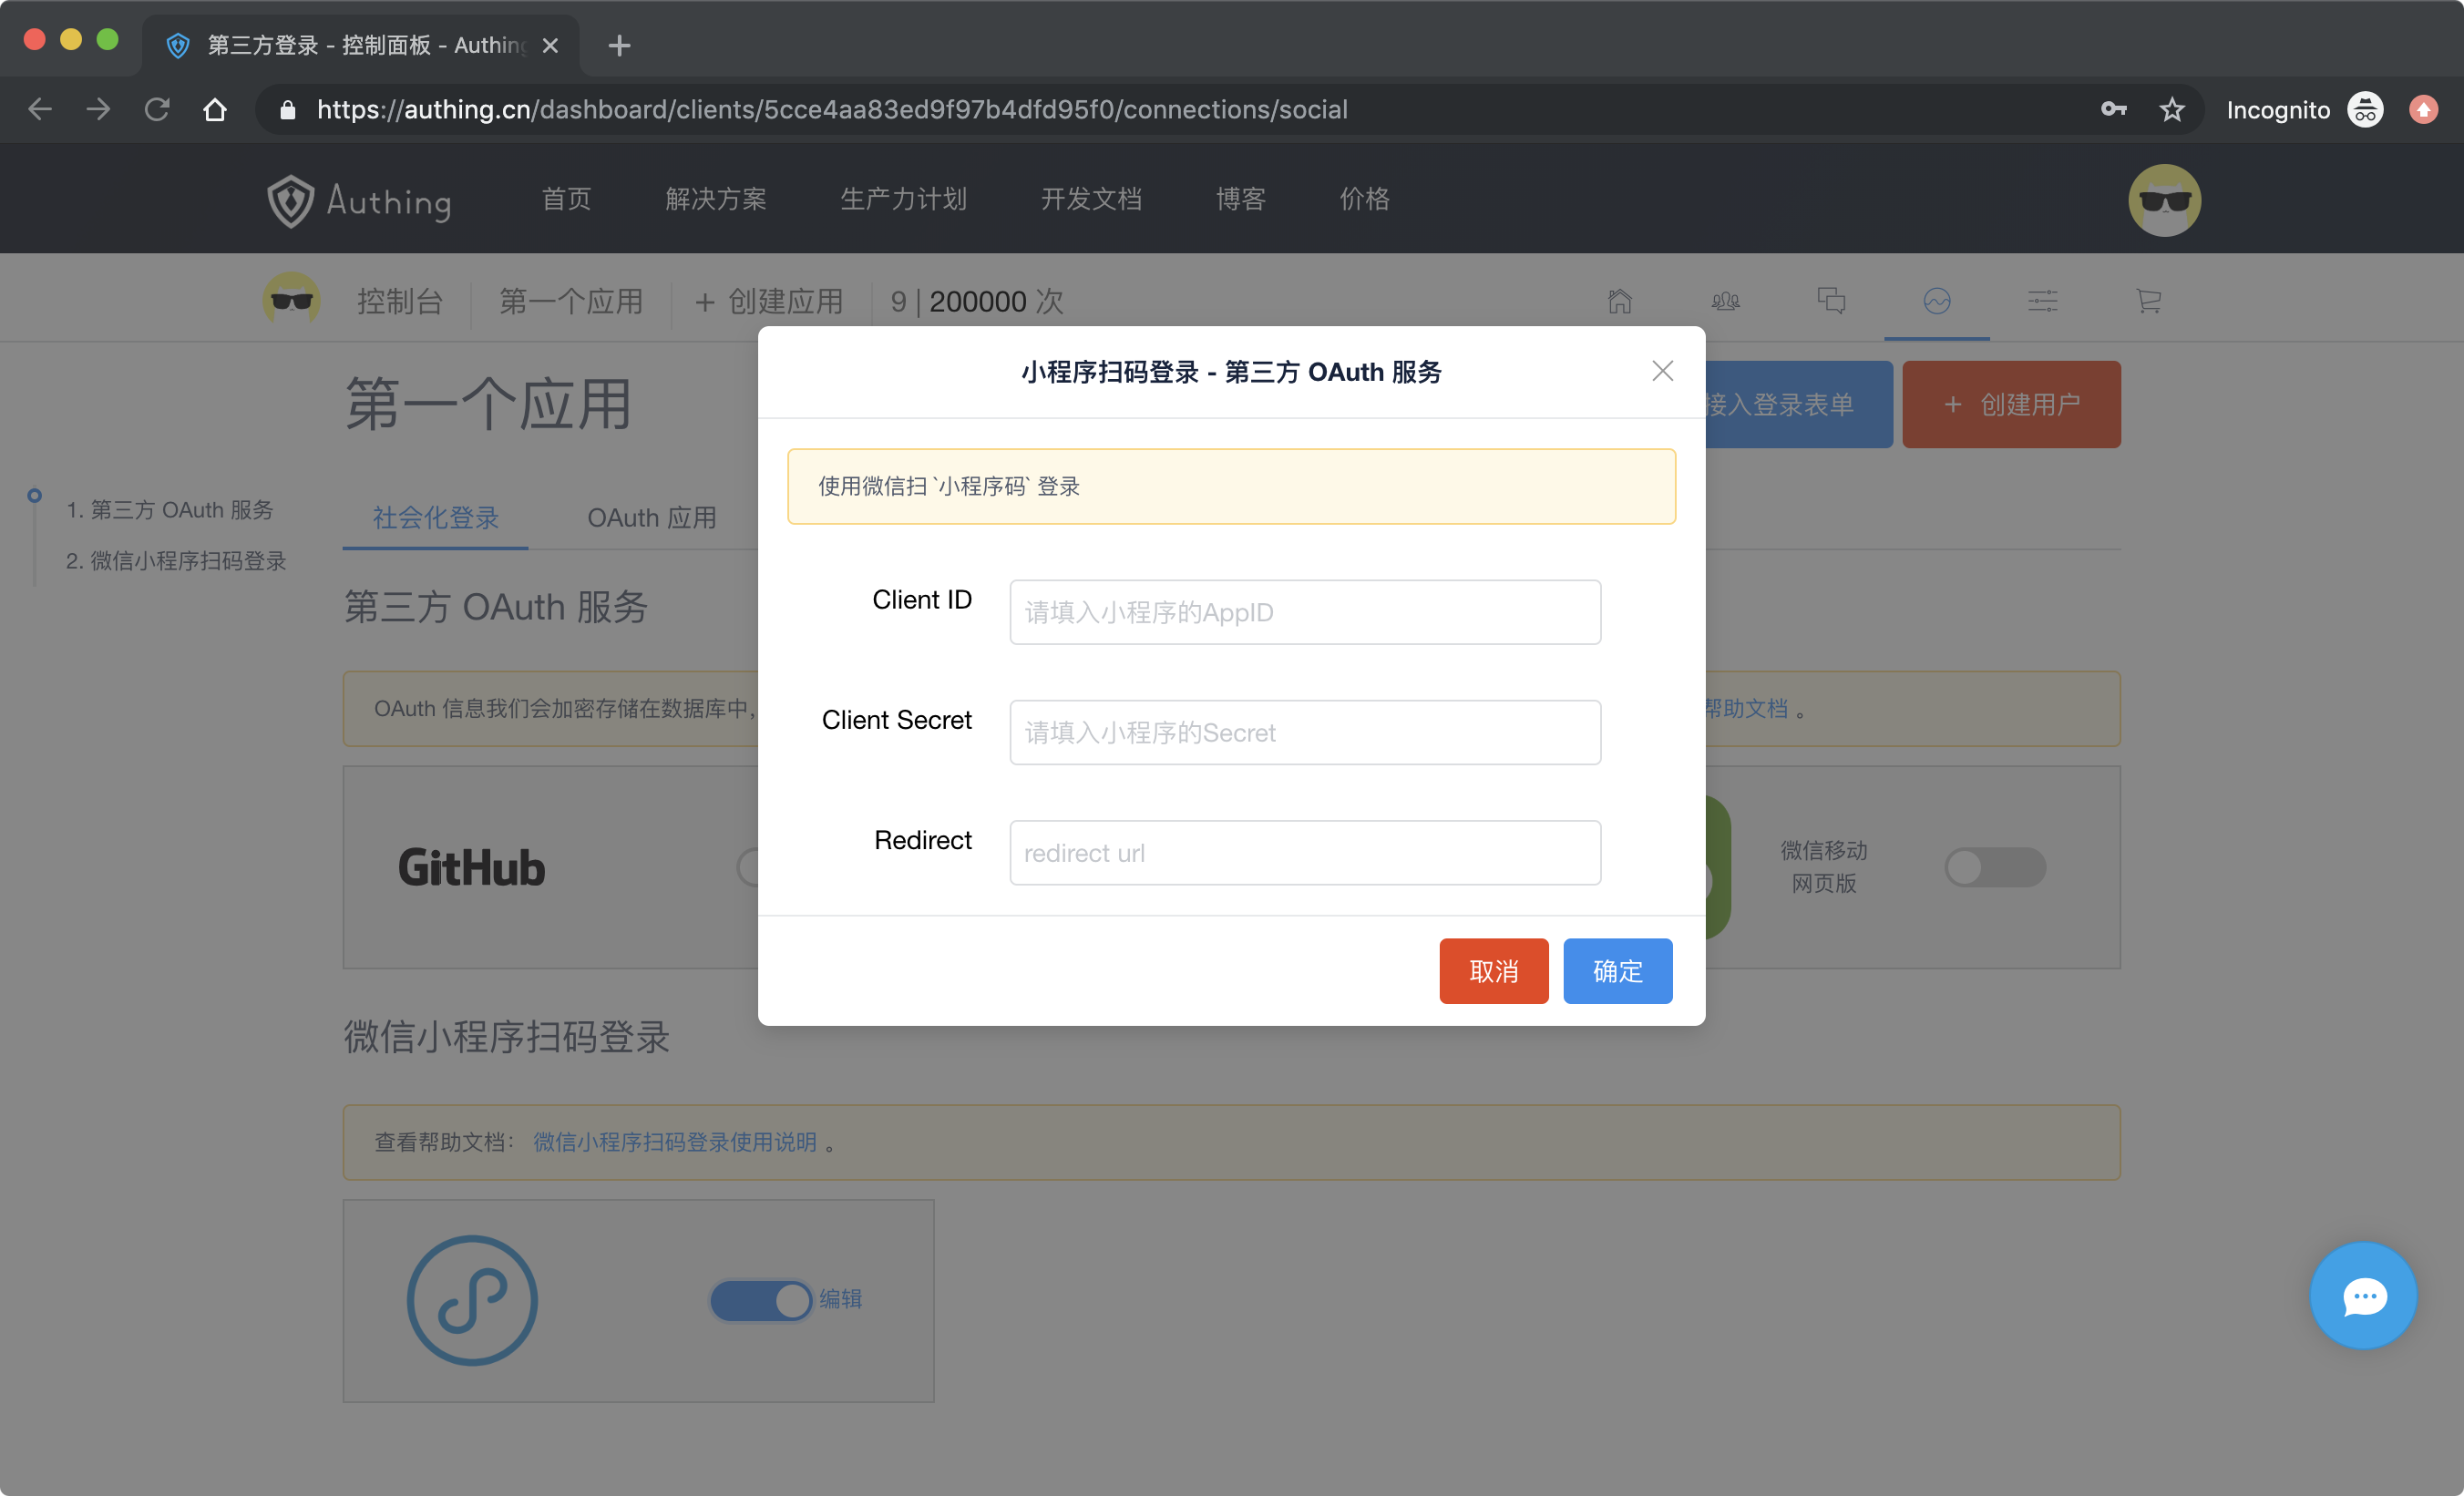 第三方登录 - 控制面板 - Authing
https://authing.cn/dashboard/clients/5cce4aa83ed9f97b4dfd95f0/connections/social
Incognito
Authing 首页 解决方案 生产力计划 开发文档 博客 价格
控制台 第一个应用 + 创建应用 9 | 200000 次
第一个应用
接入登录表单
+ 创建用户
1. 第三方 OAuth 服务
2. 微信小程序扫码登录
社会化登录 OAuth 应用
第三方 OAuth 服务
OAuth 信息我们会加密存储在数据库中,
帮助文档 。
GitHub
微信移动
网页版
小程序扫码登录 - 第三方 OAuth 服务
使用微信扫 `小程序码` 登录
Client ID 请填入小程序的AppID
Client Secret 请填入小程序的Secret
Redirect redirect url
取消 确定
微信小程序扫码登录
查看帮助文档： 微信小程序扫码登录使用说明 。
编辑